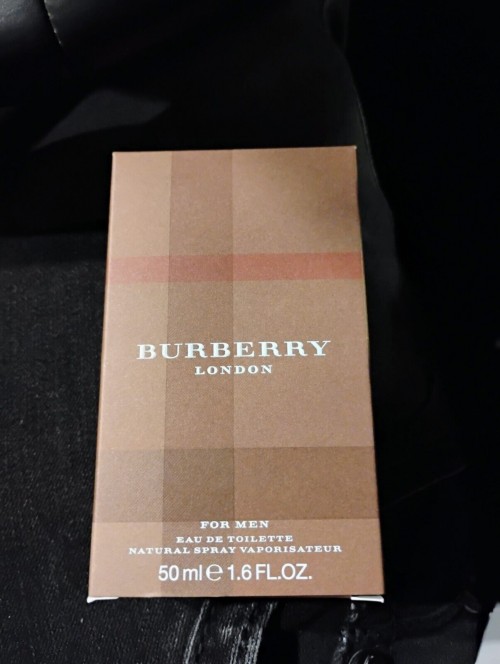 BURBERRY
LONDON
FOR MEN
EAU DE TOILETTE
NATURAL SPRAY VAPORISATEUR
50 ml ℮ 1.6 FL.OZ.